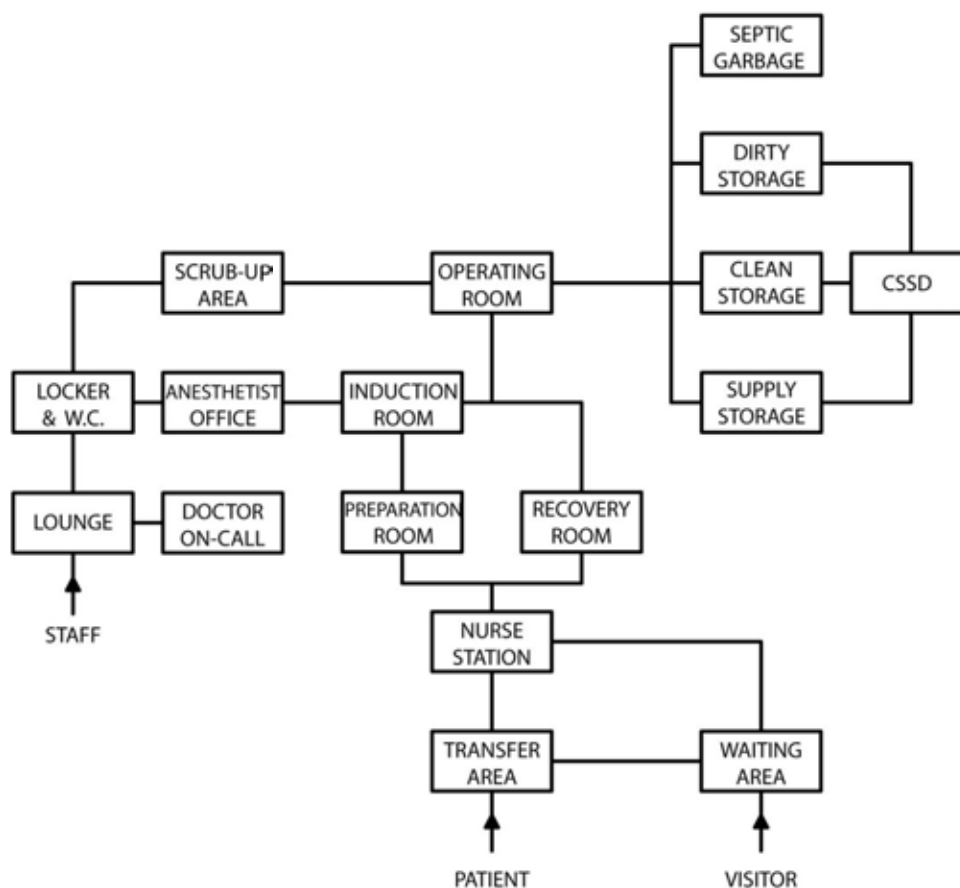 SEPTIC
GARBAGE
DIRTY
STORAGE
SCRUB-UP
AREA
OPERATING
ROOM
CLEAN
STORAGE
CSSD
LOCKER
& W.C.
ANESTHETIST
OFFICE
INDUCTION
ROOM
SUPPLY
STORAGE
LOUNGE
DOCTOR
ON-CALL
PREPARATION
ROOM
RECOVERY
ROOM
STAFF
NURSE
STATION
TRANSFER
AREA
WAITING
AREA
PATIENT
VISITOR